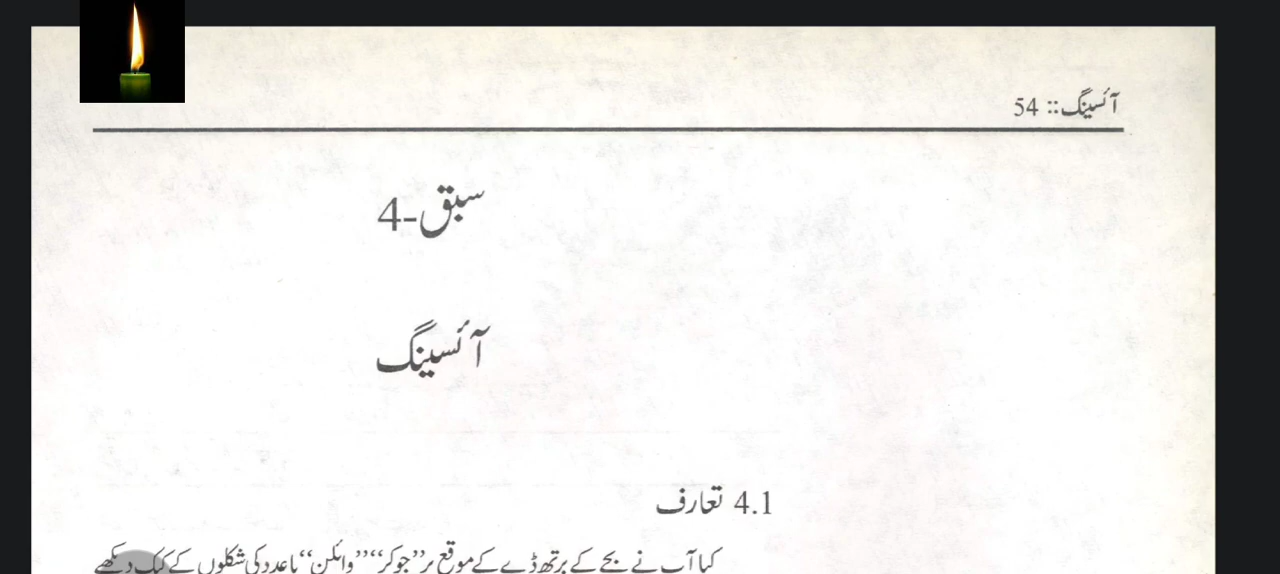 آئسینگ:: 54
سبق-4
آئسینگ
4.1 تعارف
کیا آپ نے بچے کے برتھ ڈے کے موقع پر ”جوکر“ ”وائلن“ یا عدد کی شکلوں کے کیک دیکھے